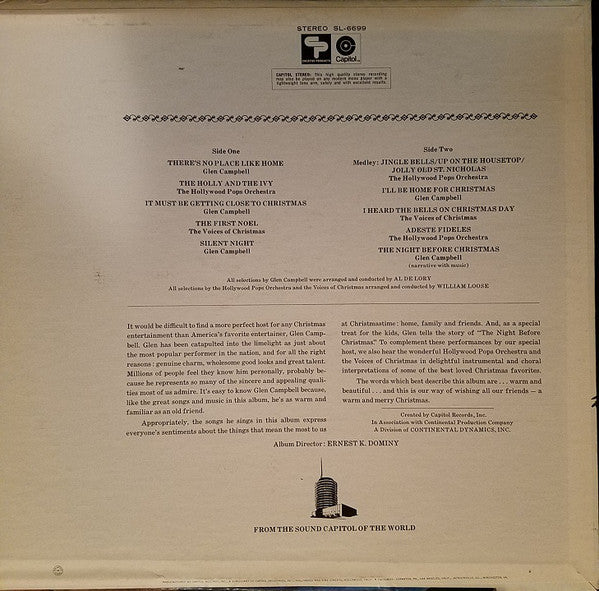 STEREO SL-6699
Capitol
CAPITOL STEREO: This high quality stereo recording
may also be played on any modern mono player with a
lightweight tone arm, safely and with excellent results.
Side One
THERE'S NO PLACE LIKE HOME
Glen Campbell
THE HOLLY AND THE IVY
The Hollywood Pops Orchestra
IT MUST BE GETTING CLOSE TO CHRISTMAS
Glen Campbell
THE FIRST NOEL
The Voices of Christmas
SILENT NIGHT
Glen Campbell
Side Two
Medley: JINGLE BELLS/UP ON THE HOUSETOP/
JOLLY OLD ST. NICHOLAS
The Hollywood Pops Orchestra
I'LL BE HOME FOR CHRISTMAS
Glen Campbell
I HEARD THE BELLS ON CHRISTMAS DAY
The Voices of Christmas
ADESTE FIDELES
The Hollywood Pops Orchestra
THE NIGHT BEFORE CHRISTMAS
Glen Campbell
(narrative with music)
All selections by Glen Campbell were arranged and conducted by AL DE LORY
All selections by the Hollywood Pops Orchestra and the Voices of Christmas arranged and conducted by WILLIAM LOOSE
It would be difficult to find a more perfect host for any Christmas
entertainment than America's favorite entertainer, Glen Camp-
bell. Glen has been catapulted into the limelight as just about
the most popular performer in the nation, and for all the right
reasons: genuine charm, wholesome good looks and great talent.
Millions of people feel they know him personally, probably be-
cause he represents so many of the sincere and appealing quali-
ties most of us admire. It's easy to know Glen Campbell because,
like the great songs and music in this album, he's as warm and
familiar as an old friend.
Appropriately, the songs he sings in this album express
everyone's sentiments about the things that mean the most to us
at Christmastime: home, family and friends. And, as a special
treat for the kids, Glen tells the story of "The Night Before
Christmas." To complement these performances by our special
host, we also hear the wonderful Hollywood Pops Orchestra and
the Voices of Christmas in delightful instrumental and choral
interpretations of some of the best loved Christmas favorites.
The words which best describe this album are . . . warm and
beautiful . . . and this is our way of wishing all our friends — a
warm and merry Christmas.
Created by Capitol Records, Inc.
In Association with Continental Production Company
A Division of CONTINENTAL DYNAMICS, INC.
Album Director: ERNEST K. DOMINY
FROM THE SOUND CAPITOL OF THE WORLD